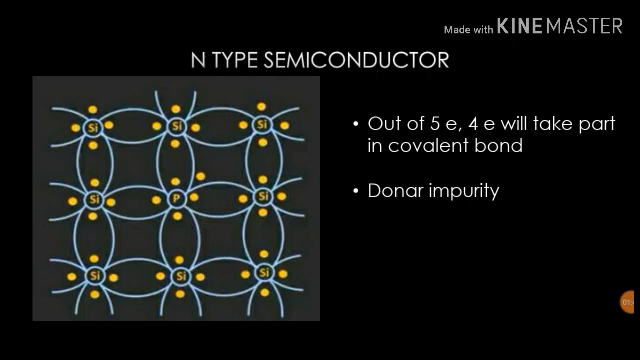 Made with KINEMASTER
N TYPE SEMICONDUCTOR
Si Si Si
Si P Si
Si Si Si
• Out of 5 e, 4 e will take part
in covalent bond
• Donar impurity